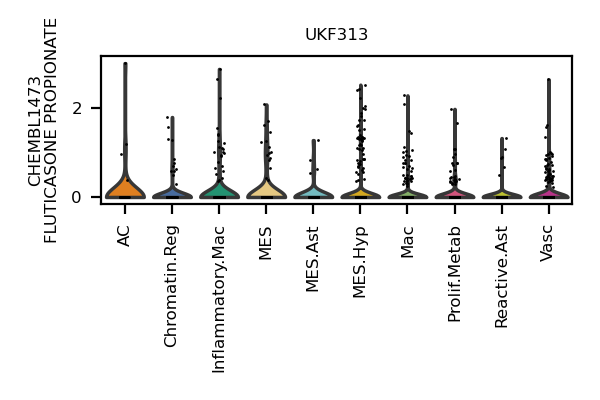 UKF313
CHEMBL1473
FLUTICASONE PROPIONATE
2
0
AC
Chromatin.Reg
Inflammatory.Mac
MES
MES.Ast
MES.Hyp
Mac
Prolif.Metab
Reactive.Ast
Vasc